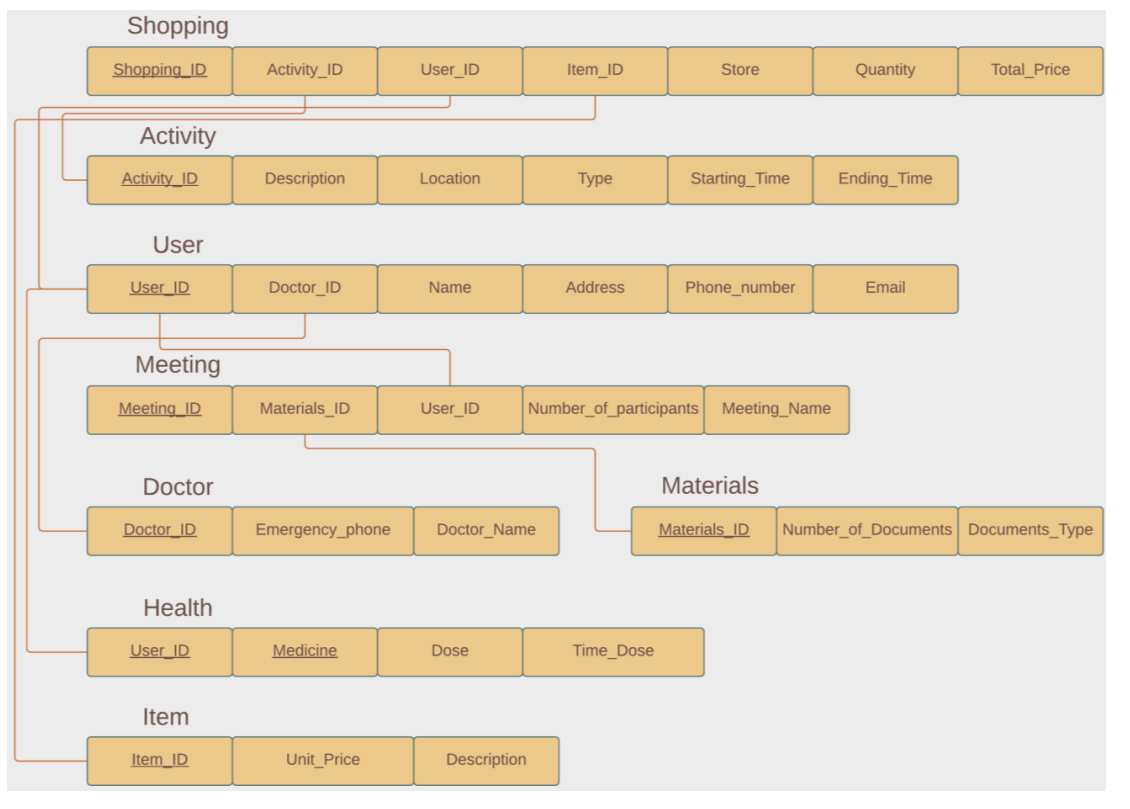 Shopping
Shopping_ID Activity_ID User_ID Item_ID Store Quantity Total_Price
Activity
Activity_ID Description Location Type Starting_Time Ending_Time
User
User_ID Doctor_ID Name Address Phone_number Email
Meeting
Meeting_ID Materials_ID User_ID Number_of_participants Meeting_Name
Doctor
Doctor_ID Emergency_phone Doctor_Name
Materials
Materials_ID Number_of_Documents Documents_Type
Health
User_ID Medicine Dose Time_Dose
Item
Item_ID Unit_Price Description